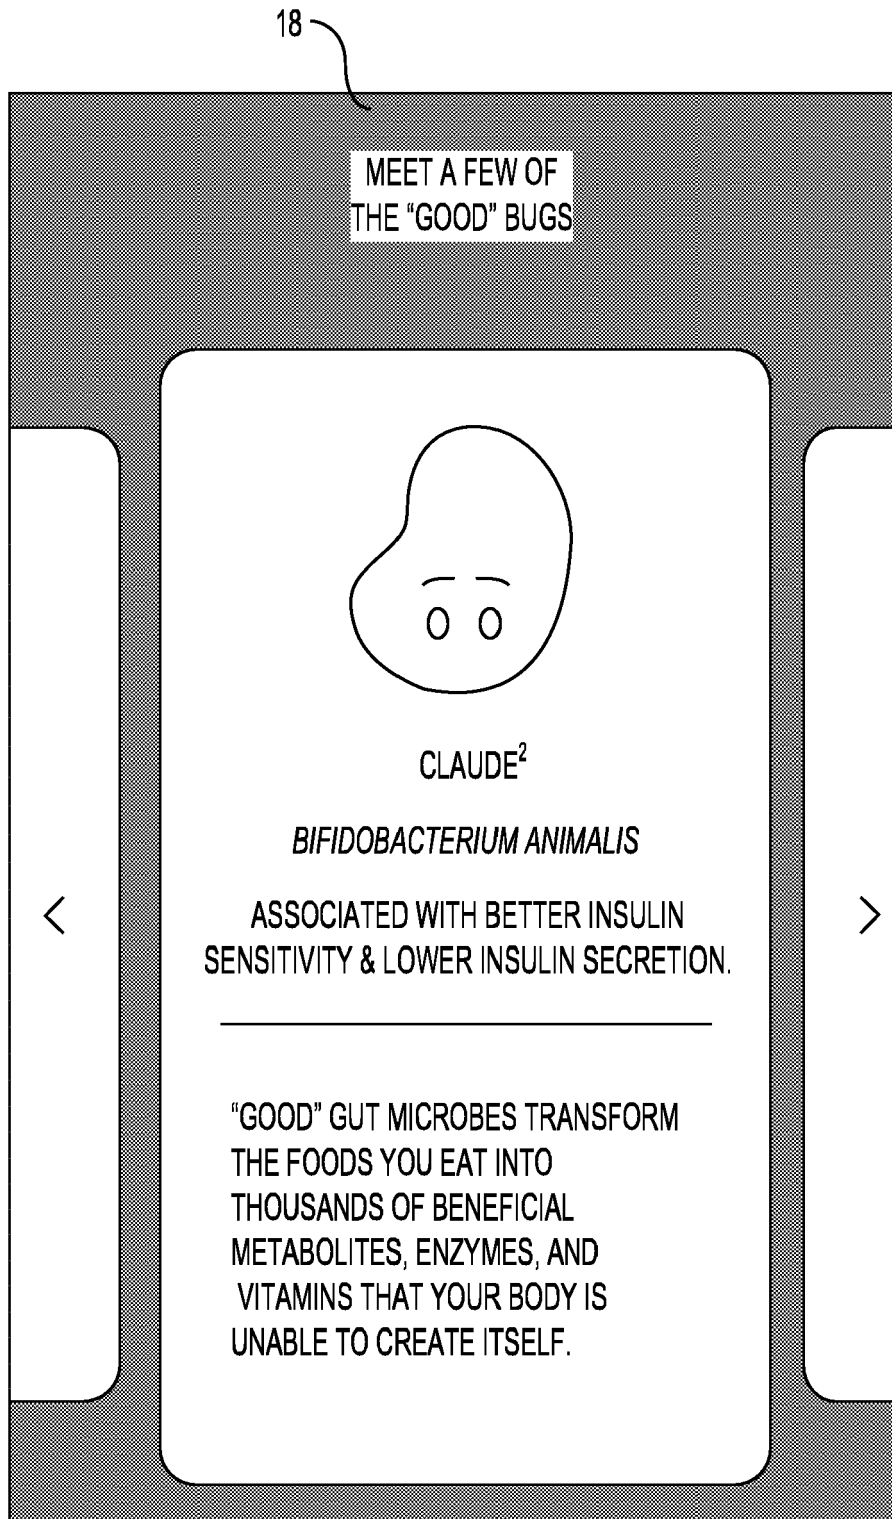 18
MEET A FEW OF
THE “GOOD” BUGS
CLAUDE²
BIFIDOBACTERIUM ANIMALIS
ASSOCIATED WITH BETTER INSULIN
SENSITIVITY & LOWER INSULIN SECRETION.
< >
“GOOD” GUT MICROBES TRANSFORM
THE FOODS YOU EAT INTO
THOUSANDS OF BENEFICIAL
METABOLITES, ENZYMES, AND
VITAMINS THAT YOUR BODY IS
UNABLE TO CREATE ITSELF.